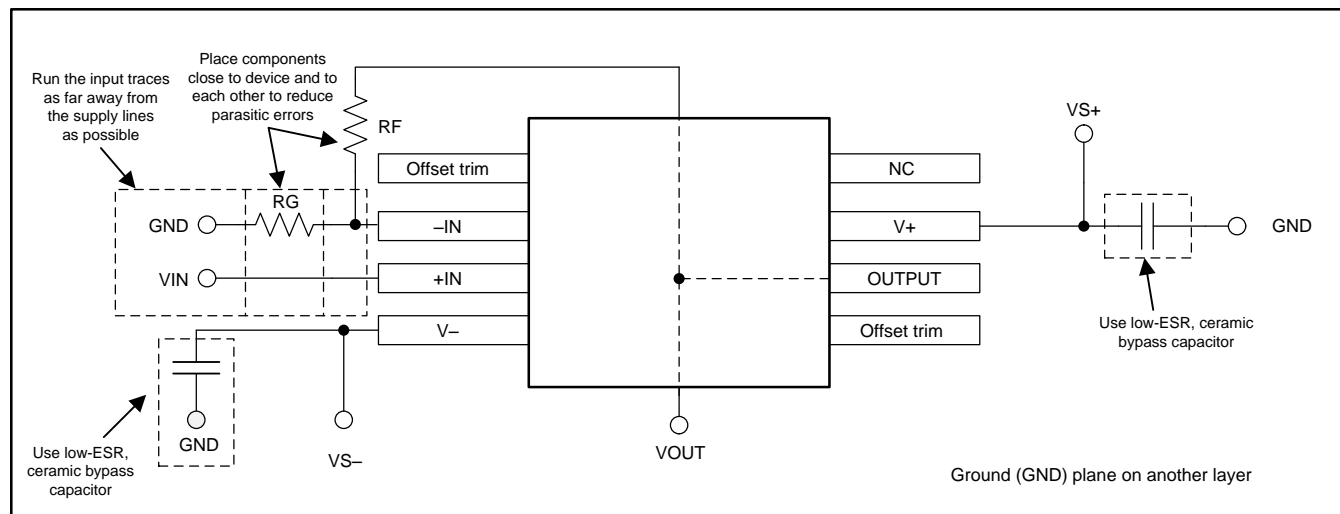 Run the input traces
as far away from
the supply lines
as possible
Place components
close to device and to
each other to reduce
parasitic errors
RF
VS+
Offset trim
NC
RG
GND
–IN
V+
GND
VIN
+IN
OUTPUT
V–
Offset trim
Use low-ESR, ceramic
bypass capacitor
GND
Use low-ESR,
ceramic bypass
capacitor
VS–
VOUT
Ground (GND) plane on another layer